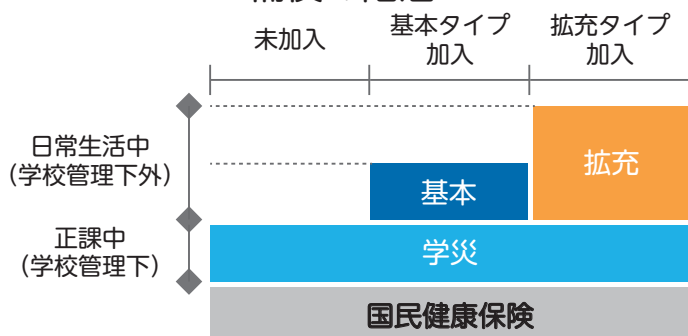 未加入
基本タイプ
加入
拡充タイプ
加入
日常生活中
(学校管理下外)
拡充
基本
正課中
(学校管理下)
学災
国民健康保険